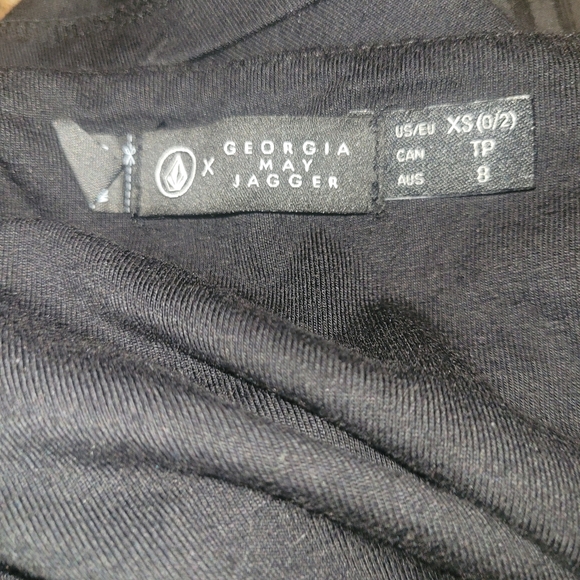 X GEORGIA
MAY
JAGGER
US/EU XS(0/2)
CAN TP
AUS 8